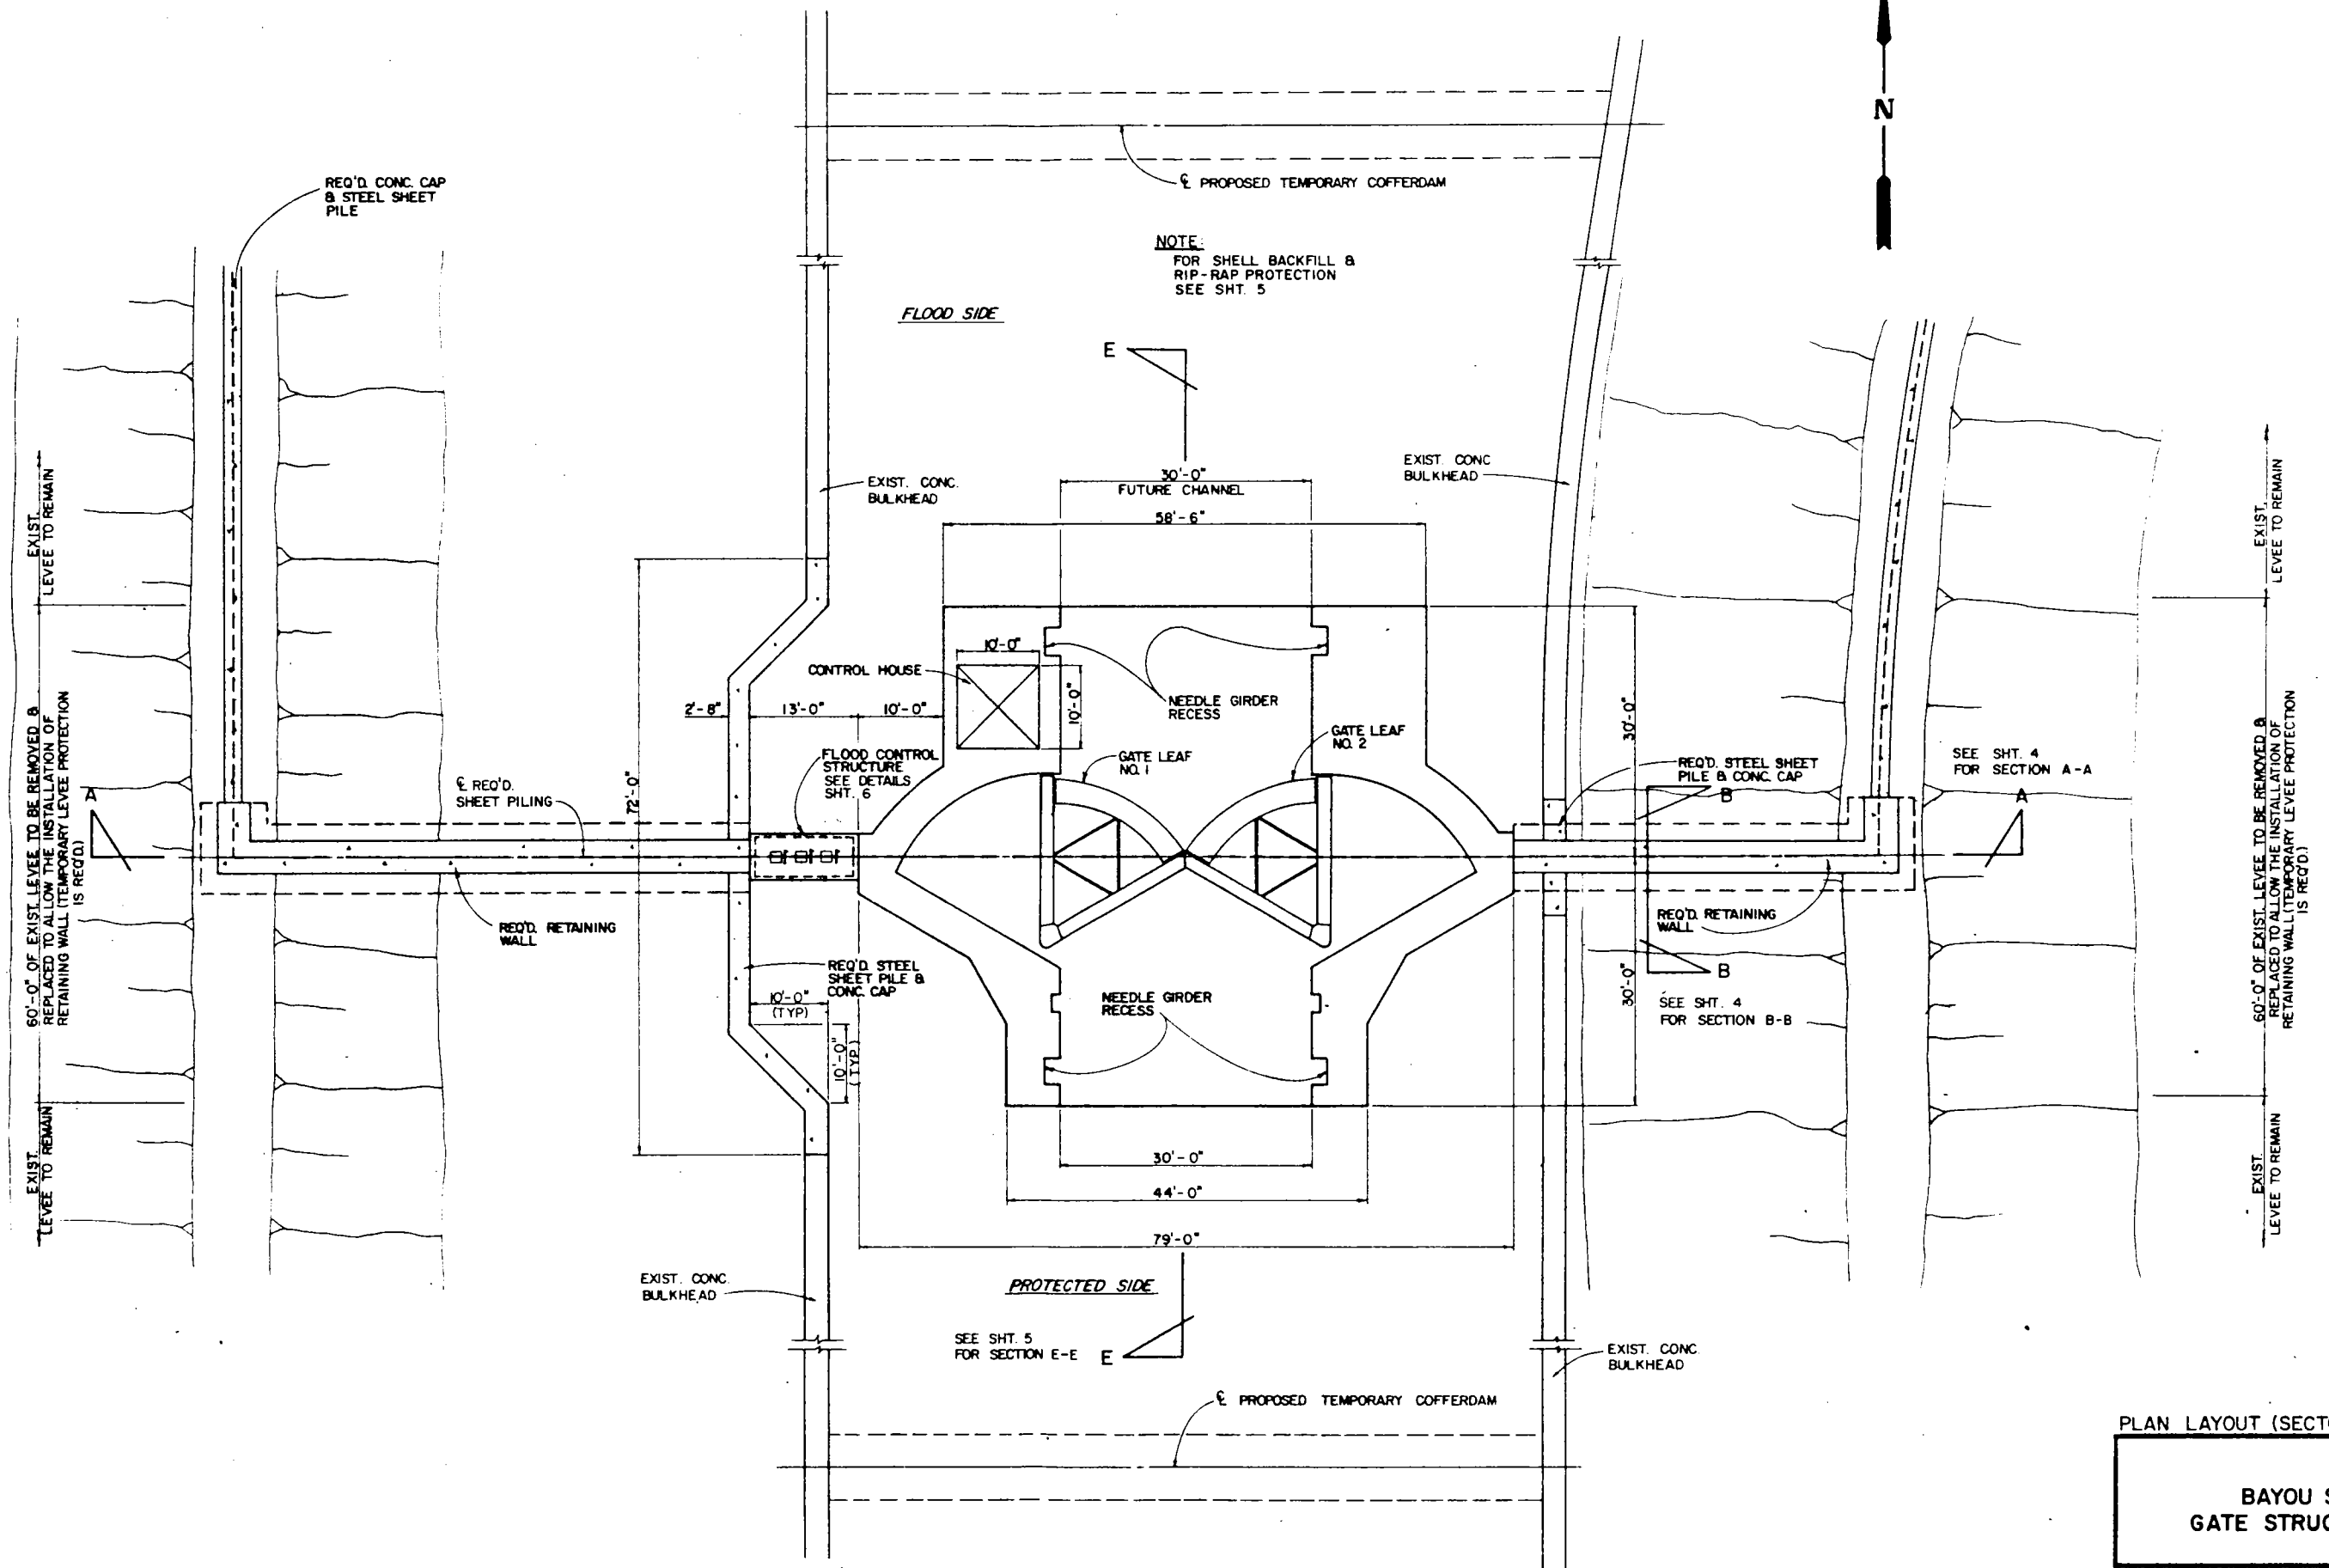 N
REQ'D. CONC. CAP
& STEEL SHEET
PILE
℄ PROPOSED TEMPORARY COFFERDAM
NOTE:
FOR SHELL BACKFILL &
RIP-RAP PROTECTION
SEE SHT. 5
FLOOD SIDE
E
EXIST. CONC.
BULKHEAD
EXIST. CONC
BULKHEAD
30'-0"
FUTURE CHANNEL
58'-6"
EXIST.
LEVEE TO REMAIN
EXIST.
LEVEE TO REMAIN
CONTROL HOUSE
10'-0"
10'-0"
NEEDLE GIRDER
RECESS
2'-8"
13'-0"
10'-0"
GATE LEAF
NO. 1
GATE LEAF
NO. 2
30'-0"
FLOOD CONTROL
STRUCTURE
SEE DETAILS
SHT. 6
REQ'D. STEEL SHEET
PILE & CONC. CAP
SEE SHT. 4
FOR SECTION A-A
60'-0" OF EXIST. LEVEE TO BE REMOVED &
REPLACED TO ALLOW THE INSTALLATION OF
RETAINING WALL (TEMPORARY LEVEE PROTECTION
IS REQ'D.)
A
℄ REQ'D.
SHEET PILING
72'-0"
B
A
60'-0" OF EXIST. LEVEE TO BE REMOVED &
REPLACED TO ALLOW THE INSTALLATION OF
RETAINING WALL (TEMPORARY LEVEE PROTECTION
IS REQ'D.)
REQ'D. RETAINING
WALL
REQ'D. RETAINING
WALL
REQ'D. STEEL
SHEET PILE &
CONC. CAP
B
10'-0"
(TYP)
NEEDLE GIRDER
RECESS
30'-0"
SEE SHT. 4
FOR SECTION B-B
10'-0"
(TYP.)
EXIST.
LEVEE TO REMAIN
30'-0"
44'-0"
EXIST.
LEVEE TO REMAIN
79'-0"
EXIST. CONC.
BULKHEAD
PROTECTED SIDE
SEE SHT. 5
FOR SECTION E-E
E
EXIST. CONC.
BULKHEAD
℄ PROPOSED TEMPORARY COFFERDAM
PLAN LAYOUT (SECT
BAYOU S
GATE STRUC